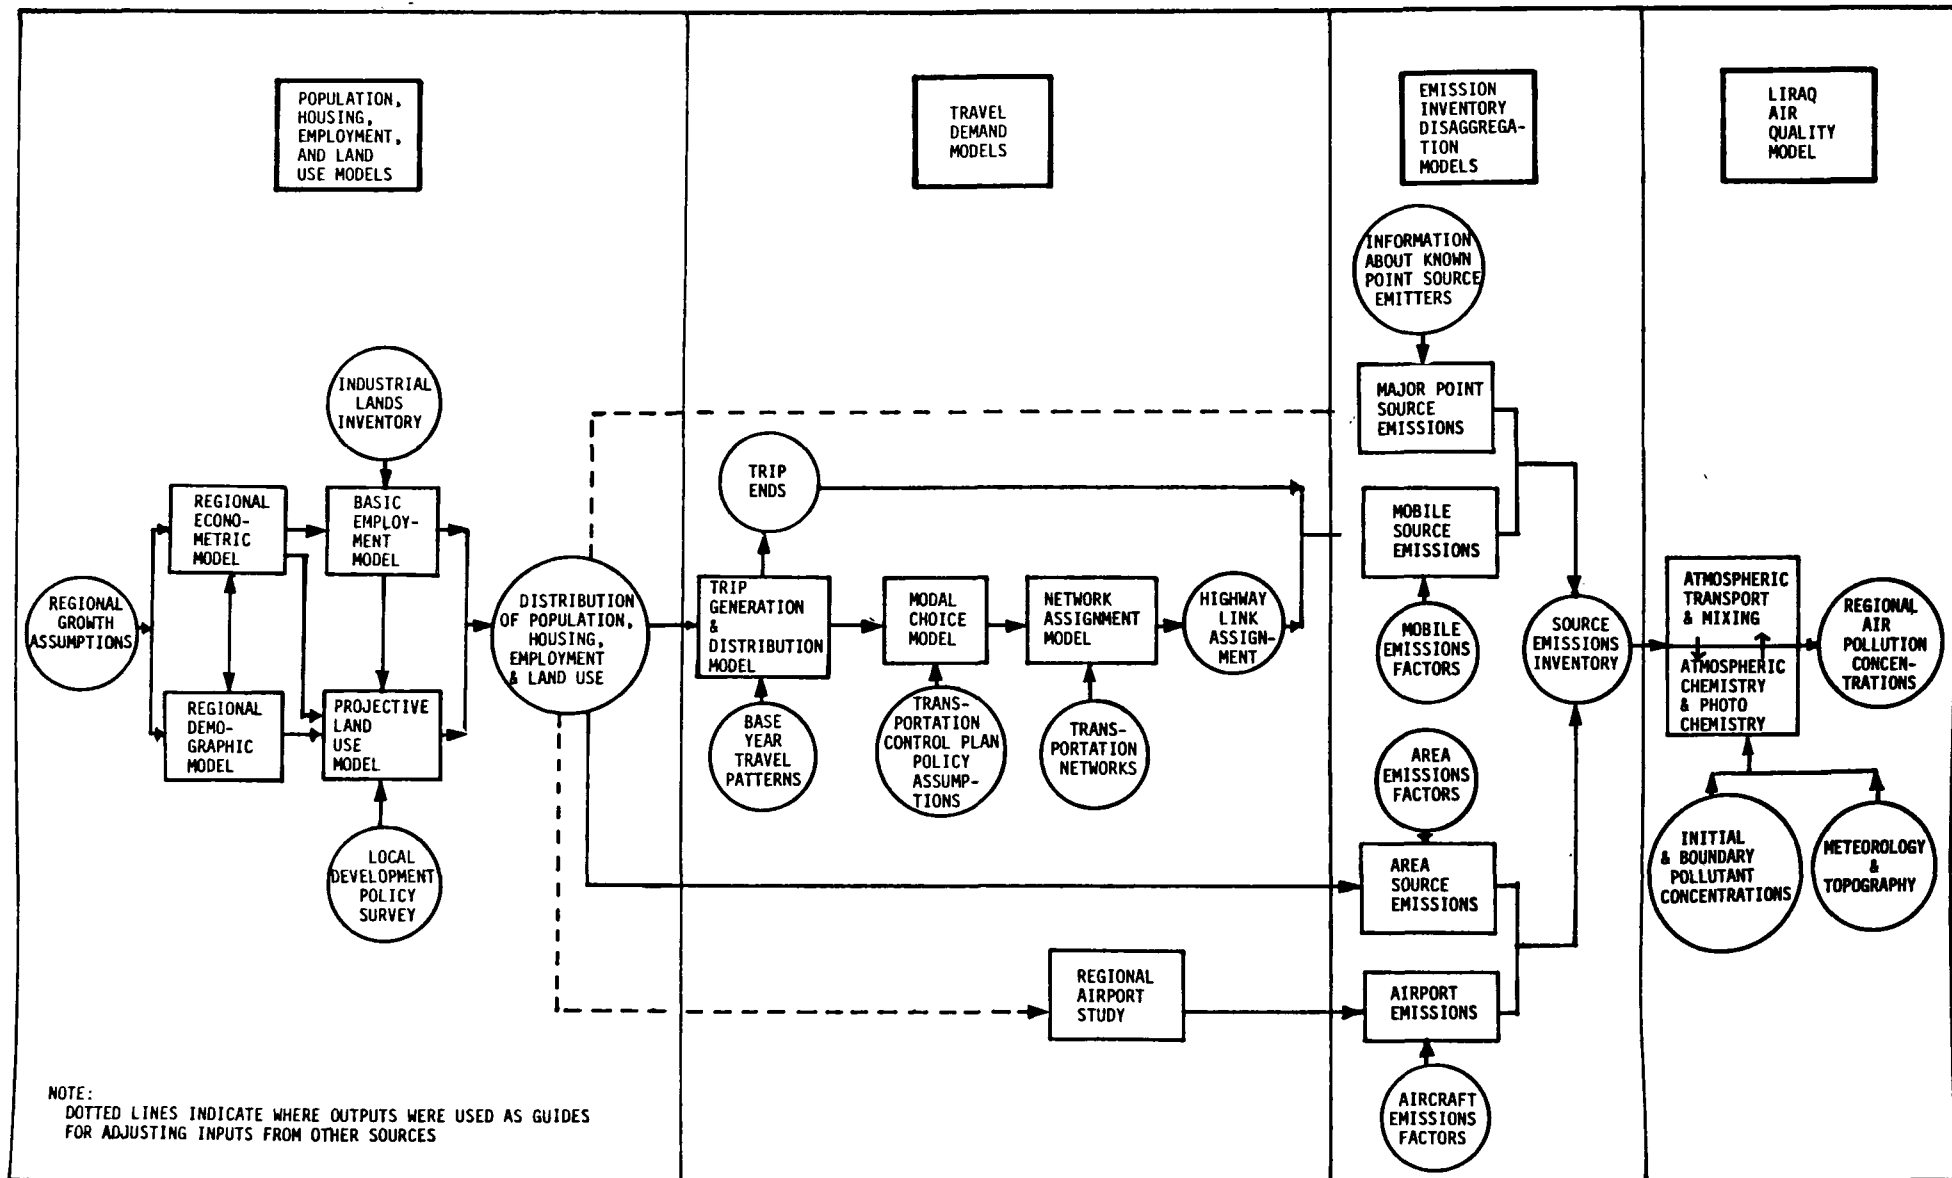 POPULATION,
HOUSING,
EMPLOYMENT,
AND LAND
USE MODELS
TRAVEL
DEMAND
MODELS
EMISSION
INVENTORY
DISAGGREGA-
TION
MODELS
LIRAQ
AIR
QUALITY
MODEL
INFORMATION
ABOUT KNOWN
POINT SOURCE
EMITTERS
INDUSTRIAL
LANDS
INVENTORY
MAJOR POINT
SOURCE
EMISSIONS
TRIP
ENDS
REGIONAL
ECONO-
METRIC
MODEL
BASIC
EMPLOY-
MENT
MODEL
MOBILE
SOURCE
EMISSIONS
REGIONAL
GROWTH
ASSUMPTIONS
DISTRIBUTION
OF POPULATION,
HOUSING,
EMPLOYMENT
& LAND USE
TRIP
GENERATION
&
DISTRIBUTION
MODEL
MODAL
CHOICE
MODEL
NETWORK
ASSIGNMENT
MODEL
HIGHWAY
LINK
ASSIGN-
MENT
MOBILE
EMISSIONS
FACTORS
SOURCE
EMISSIONS
INVENTORY
ATMOSPHERIC
TRANSPORT
& MIXING
ATMOSPHERIC
CHEMISTRY
& PHOTO
CHEMISTRY
REGIONAL
AIR
POLLUTION
CONCEN-
TRATIONS
REGIONAL
DEMO-
GRAPHIC
MODEL
PROJECTIVE
LAND
USE
MODEL
BASE
YEAR
TRAVEL
PATTERNS
TRANS-
PORTATION
CONTROL PLAN
POLICY
ASSUMP-
TIONS
TRANS-
PORTATION
NETWORKS
AREA
EMISSIONS
FACTORS
LOCAL
DEVELOPMENT
POLICY
SURVEY
AREA
SOURCE
EMISSIONS
INITIAL
& BOUNDARY
POLLUTANT
CONCENTRATIONS
METEOROLOGY
&
TOPOGRAPHY
REGIONAL
AIRPORT
STUDY
AIRPORT
EMISSIONS
AIRCRAFT
EMISSIONS
FACTORS
NOTE:
DOTTED LINES INDICATE WHERE OUTPUTS WERE USED AS GUIDES
FOR ADJUSTING INPUTS FROM OTHER SOURCES